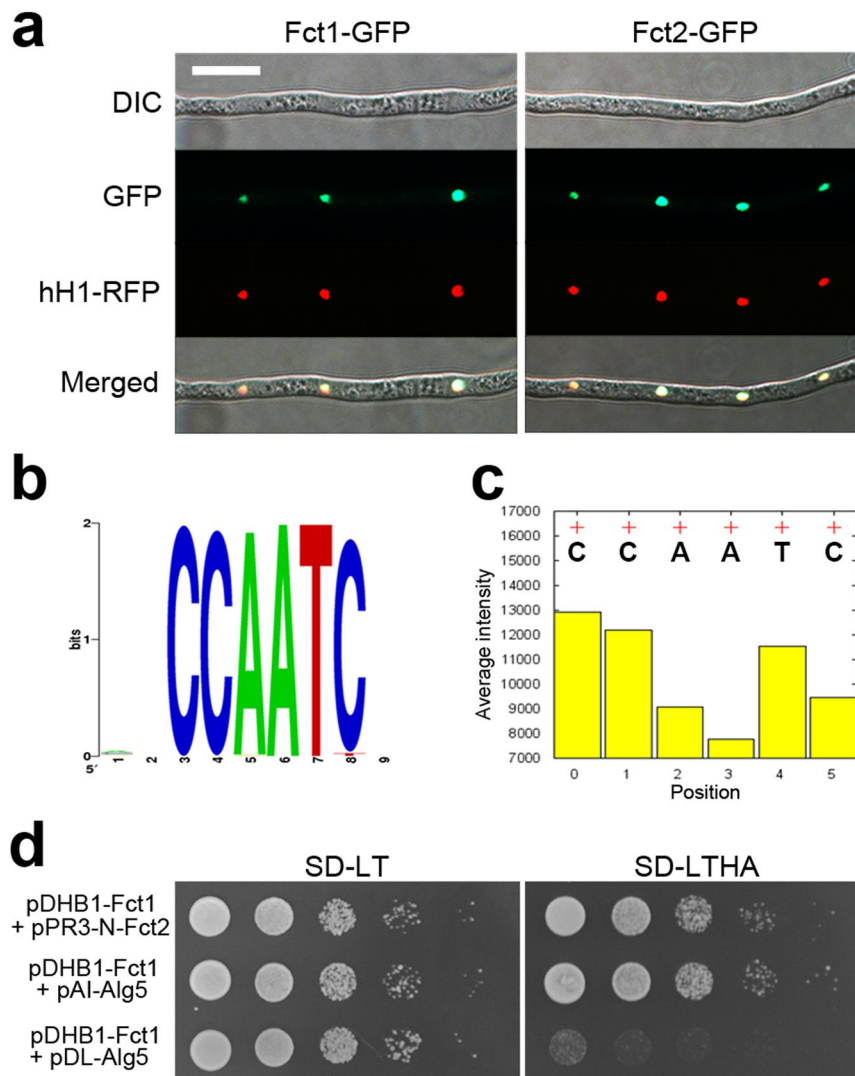 a
Fct1-GFP Fct2-GFP
DIC
GFP
hH1-RFP
Merged
b
2
bits
1
0
5′ 1 2 3 4 5 6 7 8 9
CCAATC
c
17000
16000
15000
14000
13000
12000
11000
10000
9000
8000
7000
Average intensity
+ + + + + +
C C A A T C
0 1 2 3 4 5
Position
d
SD-LT SD-LTHA
pDHB1-Fct1
+ pPR3-N-Fct2
pDHB1-Fct1
+ pAI-Alg5
pDHB1-Fct1
+ pDL-Alg5